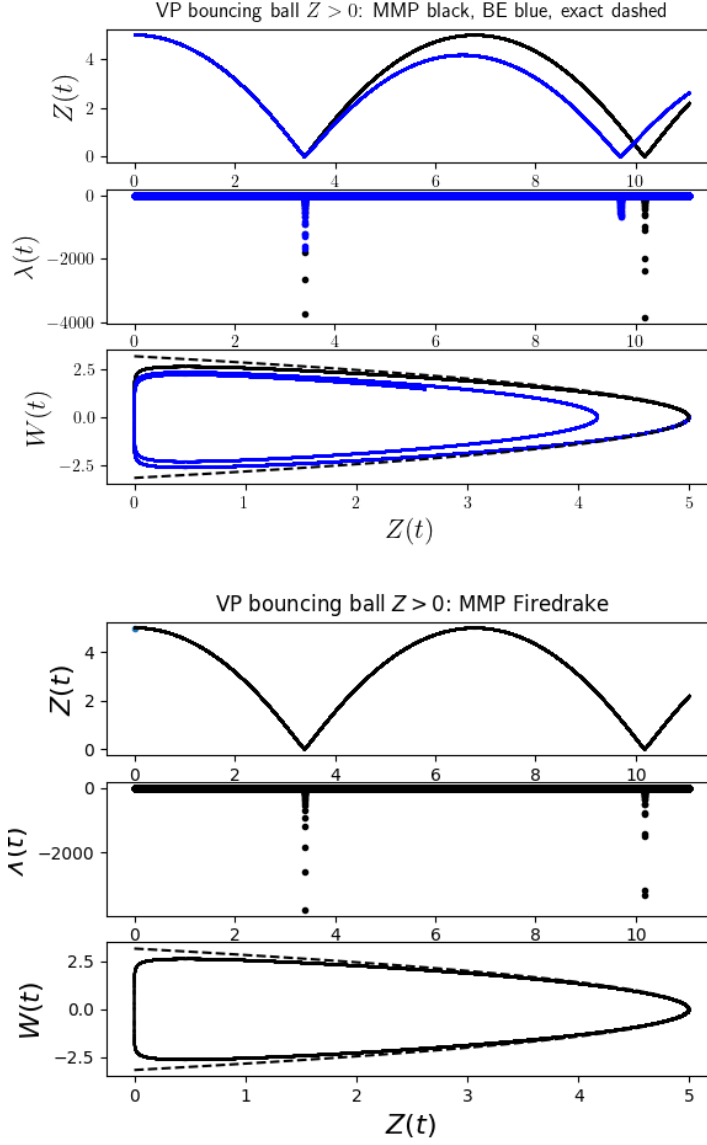 VP bouncing ball Z > 0: MMP black, BE blue, exact dashed
Z(t)
4
2
0
0 2 4 6 8 10
λ(t)
0
−2000
−4000
0 2 4 6 8 10
W(t)
2.5
0.0
−2.5
0 1 2 3 4 5
Z(t)
VP bouncing ball Z > 0: MMP Firedrake
Z(t)
4
2
0
0 2 4 6 8 10
Λ(t)
0
−2000
0 2 4 6 8 10
W(t)
2.5
0.0
−2.5
0 1 2 3 4 5
Z(t)